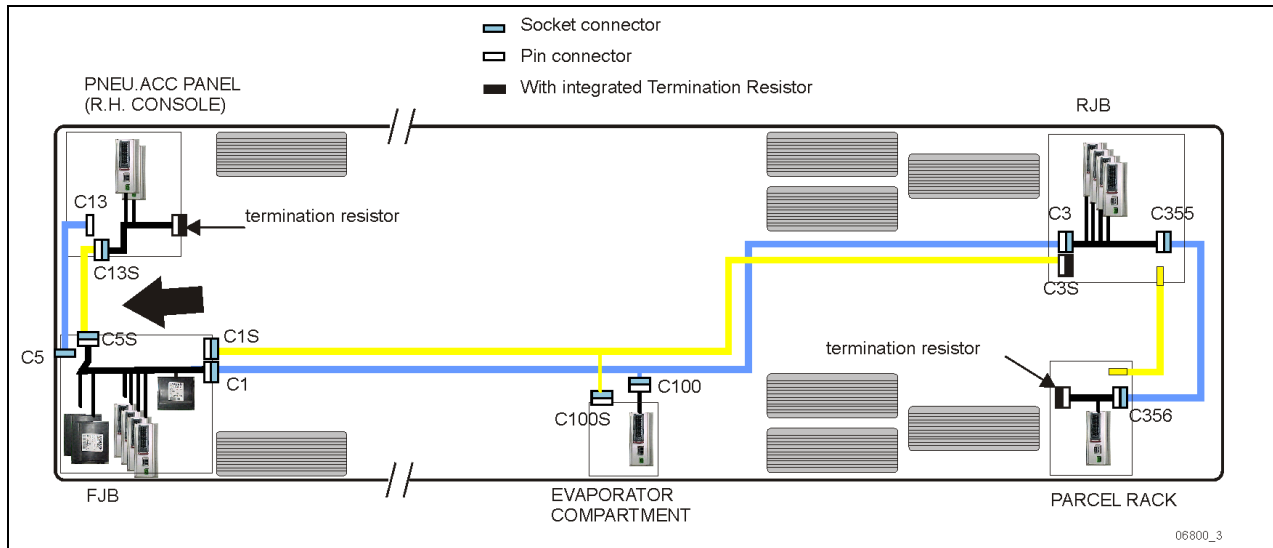 Socket connector
Pin connector
With integrated Termination Resistor
PNEU.ACC PANEL
(R.H. CONSOLE)
RJB
C13
termination resistor
C3
C355
C13S
C3S
C5S
C1S
C5
termination resistor
C1
C100
C100S
C356
FJB
EVAPORATOR
COMPARTMENT
PARCEL RACK
06800_3